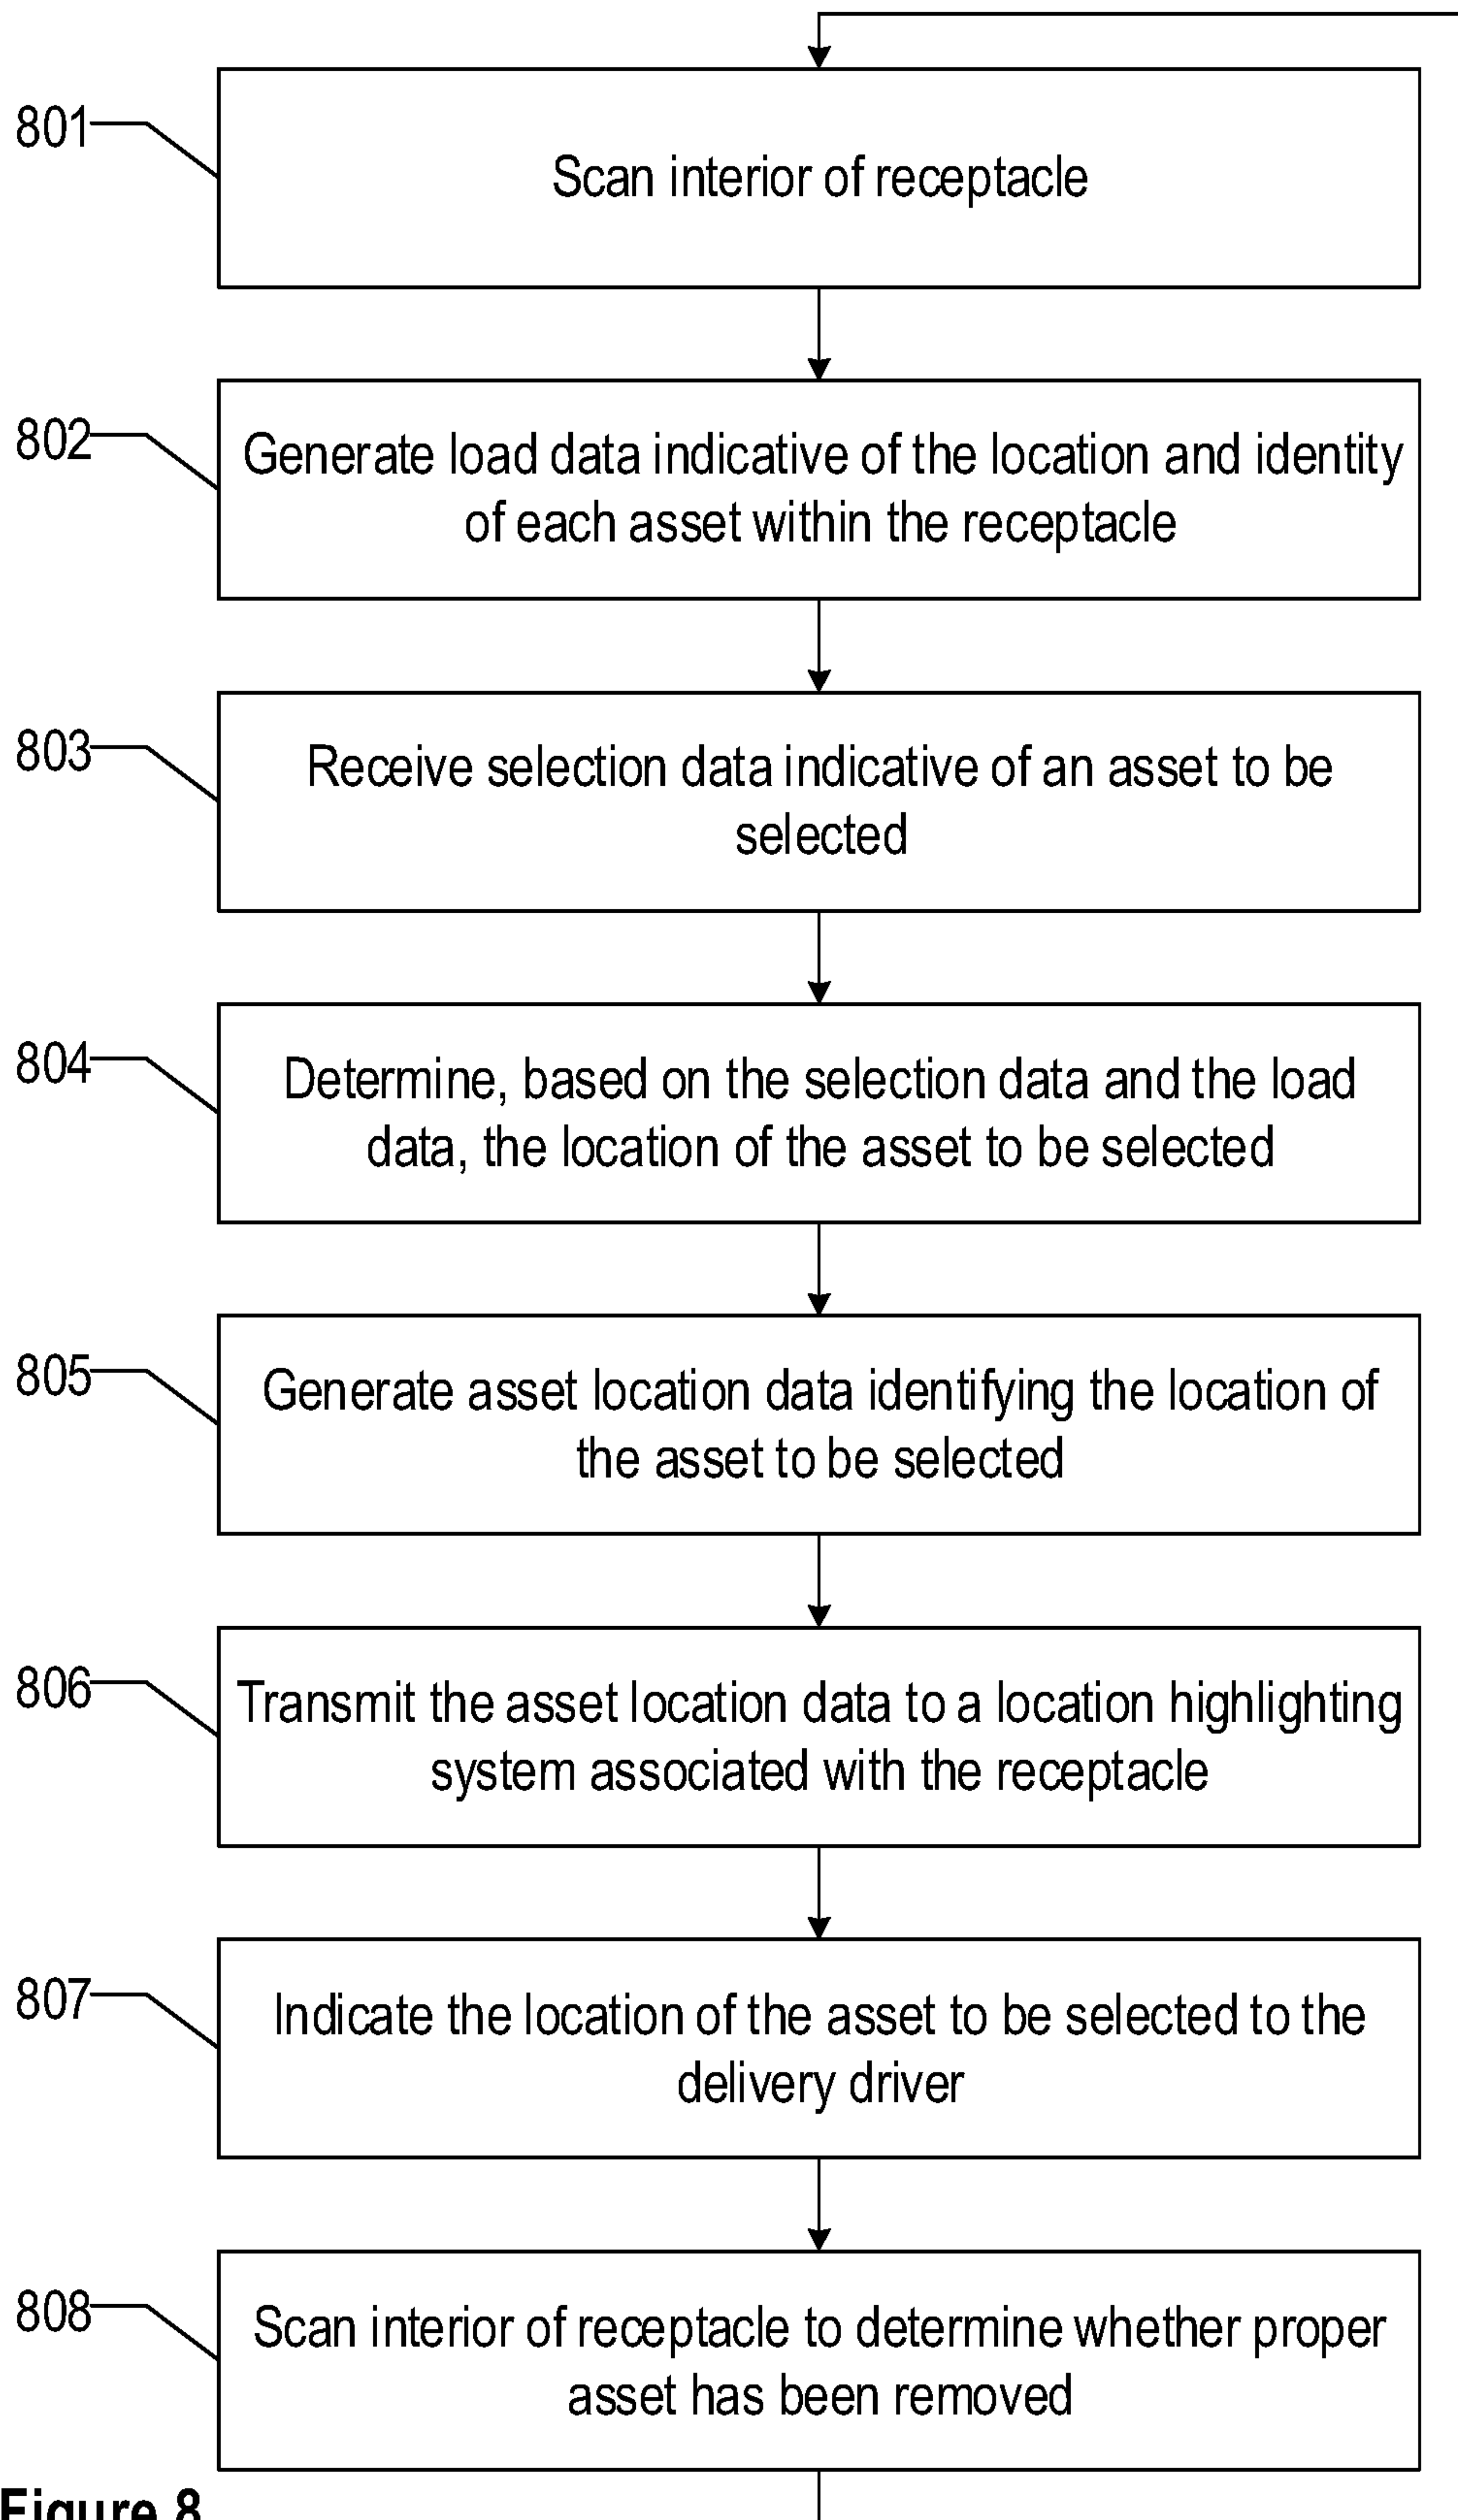 801
Scan interior of receptacle
802
Generate load data indicative of the location and identity
of each asset within the receptacle
803
Receive selection data indicative of an asset to be
selected
804
Determine, based on the selection data and the load
data, the location of the asset to be selected
805
Generate asset location data identifying the location of
the asset to be selected
806
Transmit the asset location data to a location highlighting
system associated with the receptacle
807
Indicate the location of the asset to be selected to the
delivery driver
808
Scan interior of receptacle to determine whether proper
asset has been removed
Figure 8